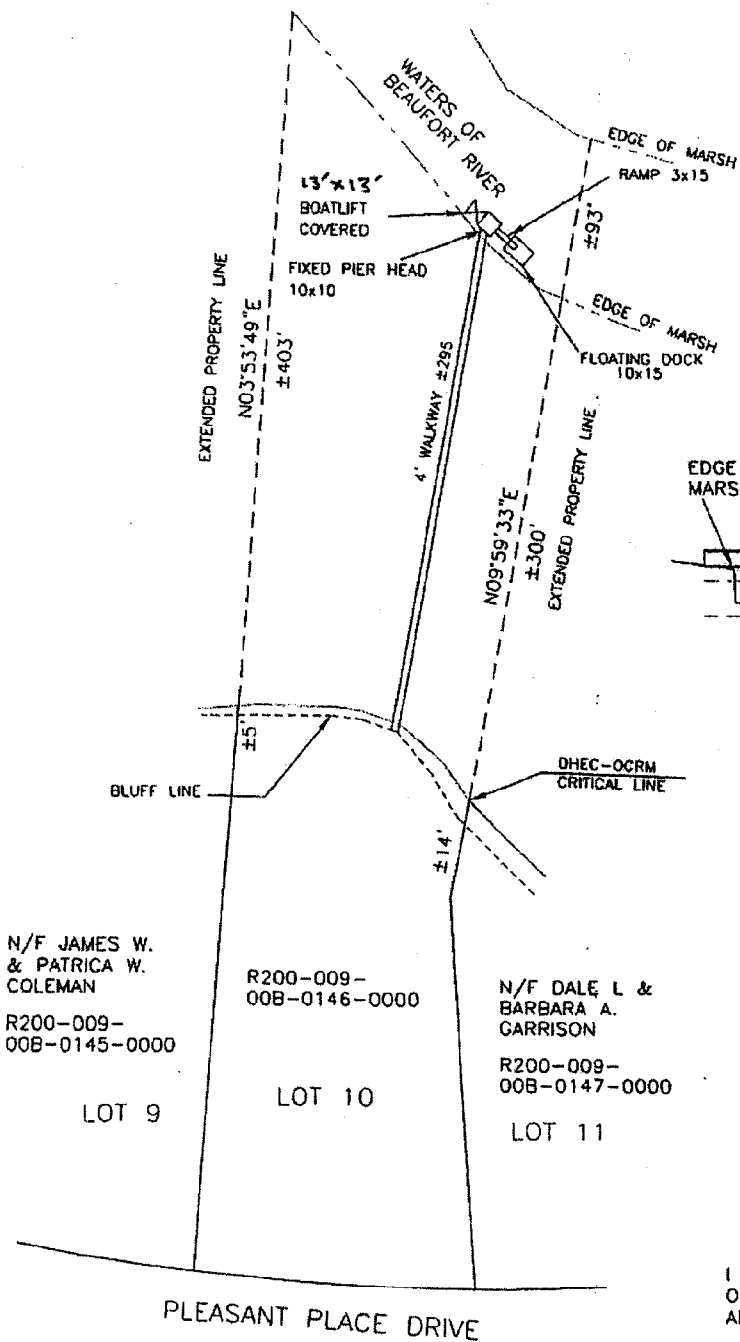 WATERS OF
BEAUFORT RIVER
EDGE OF MARSH
RAMP 3x15
13'x13'
BOATLIFT
COVERED
±93'
FIXED PIER HEAD
10x10
EDGE OF MARSH
FLOATING DOCK
10x15
EXTENDED PROPERTY LINE
N03°53'49"E
±403'
4' WALKWAY ±295
N09°59'33"E
±300'
EXTENDED PROPERTY LINE
EDGE
MARS
±5'
BLUFF LINE
DHEC-OCRM
CRITICAL LINE
±14'
N/F JAMES W.
& PATRICA W.
COLEMAN
R200-009-
00B-0145-0000
LOT 9
R200-009-
00B-0146-0000
LOT 10
N/F DALE L &
BARBARA A.
GARRISON
R200-009-
00B-0147-0000
LOT 11
PLEASANT PLACE DRIVE